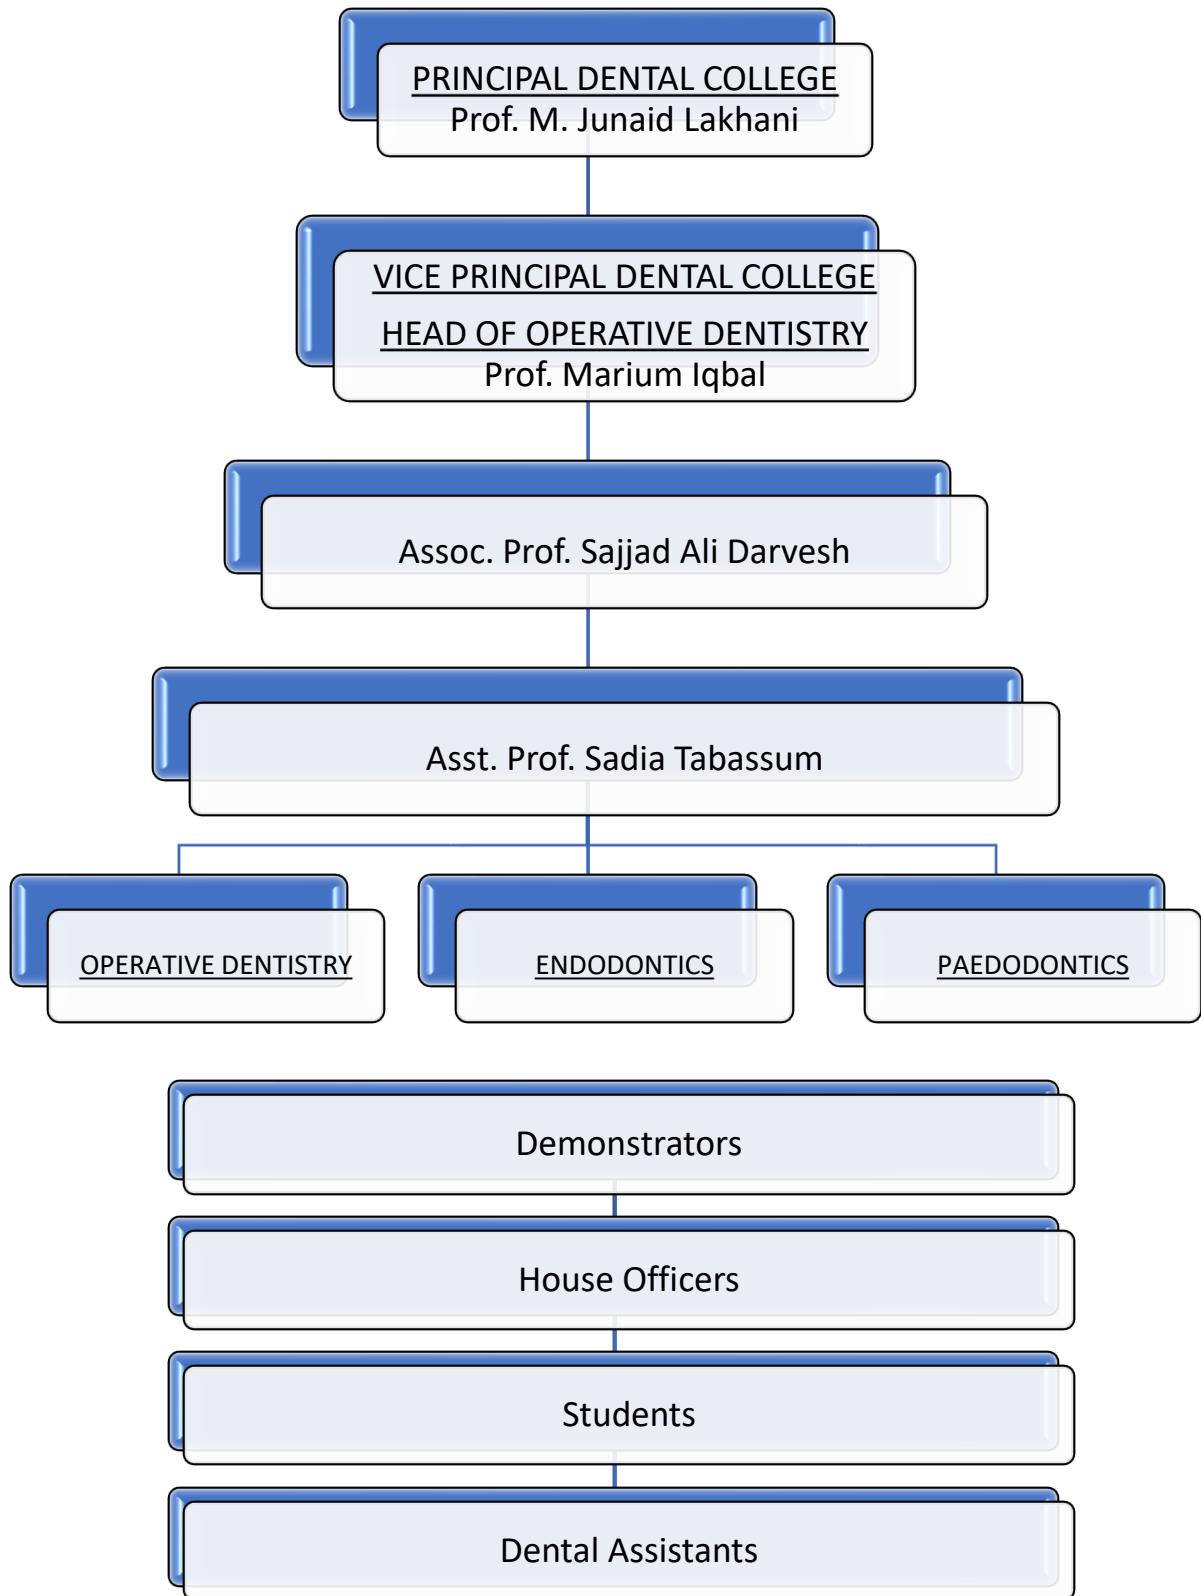 PRINCIPAL DENTAL COLLEGE
Prof. M. Junaid Lakhani
VICE PRINCIPAL DENTAL COLLEGE
HEAD OF OPERATIVE DENTISTRY
Prof. Marium Iqbal
Assoc. Prof. Sajjad Ali Darvesh
Asst. Prof. Sadia Tabassum
OPERATIVE DENTISTRY
ENDODONTICS
PAEDODONTICS
Demonstrators
House Officers
Students
Dental Assistants